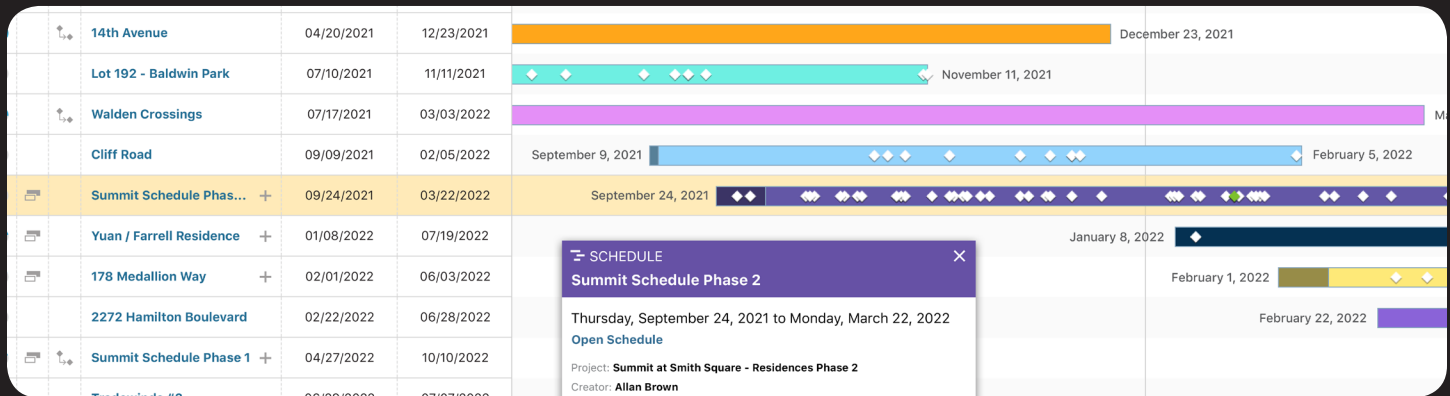 14th Avenue 04/20/2021 12/23/2021 December 23, 2021
Lot 192 - Baldwin Park 07/10/2021 11/11/2021 November 11, 2021
Walden Crossings 07/17/2021 03/03/2022
Cliff Road 09/09/2021 02/05/2022 September 9, 2021 February 5, 2022
Summit Schedule Phas... + 09/24/2021 03/22/2022 September 24, 2021
Yuan / Farrell Residence + 01/08/2022 07/19/2022 January 8, 2022
178 Medallion Way + 02/01/2022 06/03/2022 February 1, 2022
2272 Hamilton Boulevard 02/22/2022 06/28/2022 February 22, 2022
Summit Schedule Phase 1 + 04/27/2022 10/10/2022
SCHEDULE
Summit Schedule Phase 2
Thursday, September 24, 2021 to Monday, March 22, 2022
Open Schedule
Project: Summit at Smith Square - Residences Phase 2
Creator: Allan Brown